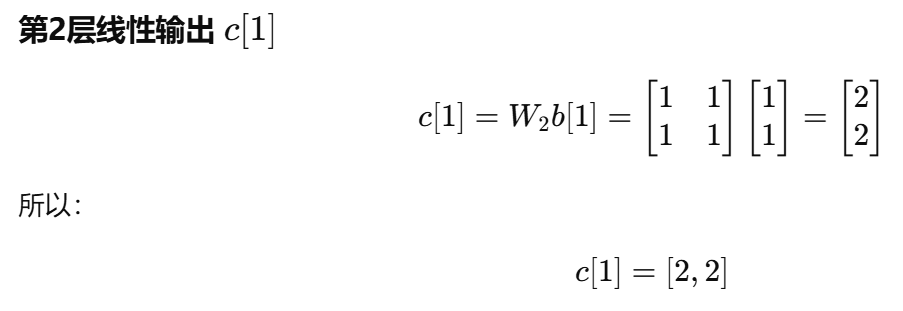 第2层线性输出 c[1]
c[1] = W₂b[1] = [1 1; 1 1] [1; 1] = [2; 2]
所以：
c[1] = [2, 2]